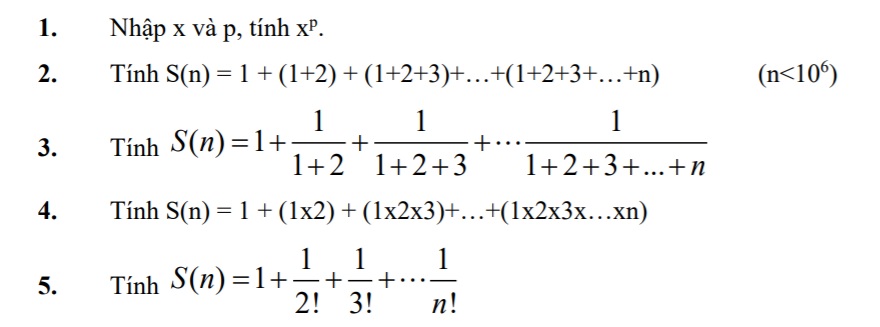 1. Nhập x và p, tính xᵖ.
2. Tính S(n) = 1 + (1+2) + (1+2+3)+…+(1+2+3+…+n) (n<10⁶)
3. Tính S(n) = 1 + 1/(1+2) + 1/(1+2+3) + ⋯ 1/(1+2+3+...+n)
4. Tính S(n) = 1 + (1x2) + (1x2x3)+…+(1x2x3x…xn)
5. Tính S(n) = 1 + 1/2! + 1/3! + ⋯ 1/n!